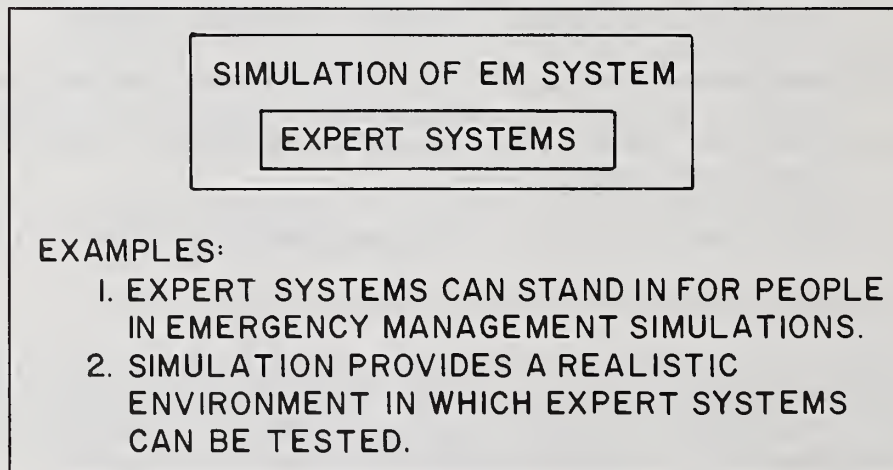 SIMULATION OF EM SYSTEM
EXPERT SYSTEMS
EXAMPLES:
1. EXPERT SYSTEMS CAN STAND IN FOR PEOPLE
IN EMERGENCY MANAGEMENT SIMULATIONS.
2. SIMULATION PROVIDES A REALISTIC
ENVIRONMENT IN WHICH EXPERT SYSTEMS
CAN BE TESTED.